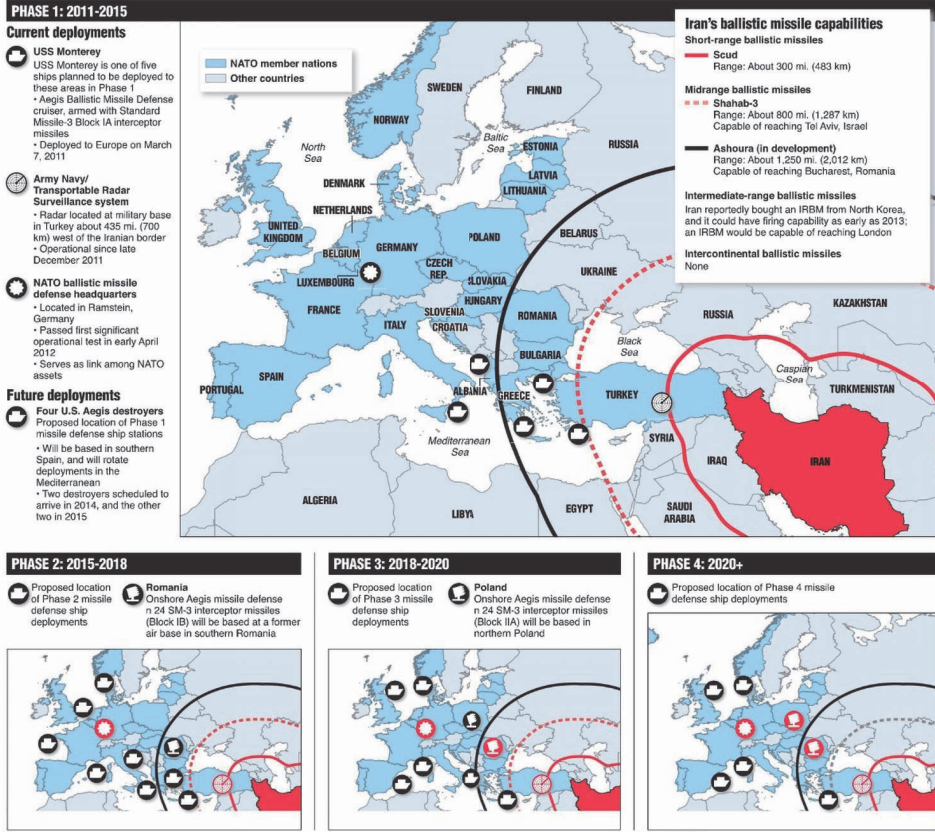 PHASE 1: 2011-2015
Current deployments
USS Monterey
USS Monterey is one of five
ships planned to be deployed to
these areas in Phase 1
• Aegis Ballistic Missile Defense
cruiser, armed with Standard
Missile-3 Block IA interceptor
missiles
• Deployed to Europe on March
7, 2011
Army Navy/
Transportable Radar
Surveillance system
• Radar located at military base
in Turkey about 435 mi. (700
km) west of the Iranian border
• Operational since late
December 2011
NATO ballistic missile
defense headquarters
• Located in Ramstein,
Germany
• Passed first significant
operational test in early April
2012
• Serves as link among NATO
assets
Future deployments
Four U.S. Aegis destroyers
Proposed location of Phase 1
missile defense ship stations
• Will be based in southern
Spain, and will rotate
deployments in the
Mediterranean
• Two destroyers scheduled to
arrive in 2014, and the other
two in 2015
NATO member nations
Other countries
Iran's ballistic missile capabilities
Short-range ballistic missiles
Scud
Range: About 300 mi. (483 km)
Midrange ballistic missiles
Shahab-3
Range: About 800 mi. (1,287 km)
Capable of reaching Tel Aviv, Israel
Ashoura (in development)
Range: About 1,250 mi. (2,012 km)
Capable of reaching Bucharest, Romania
Intermediate-range ballistic missiles
Iran reportedly bought an IRBM from North Korea,
and it could have firing capability as early as 2013;
an IRBM would be capable of reaching London
Intercontinental ballistic missiles
None
SWEDEN
FINLAND
NORWAY
North
Sea
Baltic
Sea
ESTONIA
RUSSIA
LATVIA
DENMARK
LITHUANIA
NETHERLANDS
UNITED
KINGDOM
BELARUS
POLAND
GERMANY
BELGIUM
CZECH
REP.
UKRAINE
LUXEMBOURG
SLOVAKIA
HUNGARY
KAZAKHSTAN
FRANCE
SLOVENIA
ROMANIA
RUSSIA
ITALY
CROATIA
Black
Sea
BULGARIA
Caspian
Sea
SPAIN
PORTUGAL
ALBANIA
GREECE
TURKEY
TURKMENISTAN
Mediterranean
Sea
SYRIA
IRAQ
IRAN
ALGERIA
LIBYA
EGYPT
SAUDI
ARABIA
PHASE 2: 2015-2018
Proposed location
of Phase 2 missile
defense ship
deployments
Romania
Onshore Aegis missile defense
n 24 SM-3 interceptor missiles
(Block IB) will be based at a former
air base in southern Romania
PHASE 3: 2018-2020
Proposed location
of Phase 3 missile
defense ship
deployments
Poland
Onshore Aegis missile defense
n 24 SM-3 interceptor missiles
(Block IIA) will be based in
northern Poland
PHASE 4: 2020+
Proposed location of Phase 4 missile
defense ship deployments